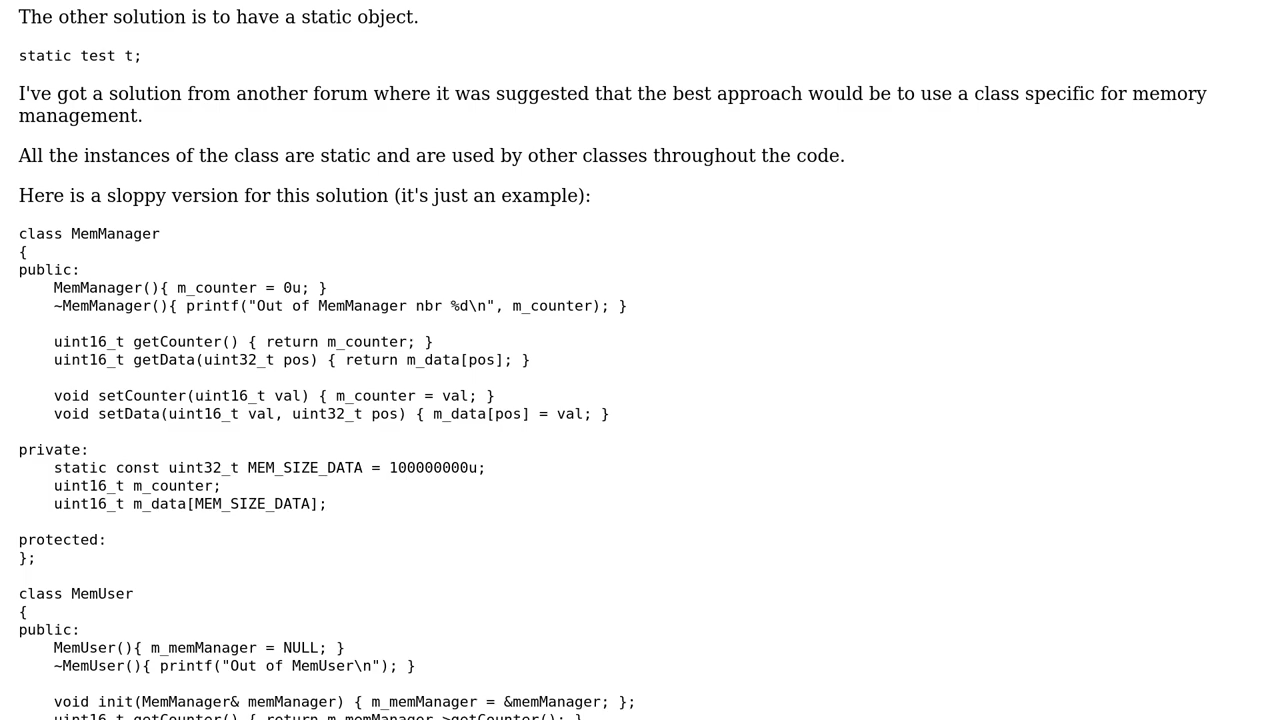 The other solution is to have a static object.
static test t;
I've got a solution from another forum where it was suggested that the best approach would be to use a class specific for memory
management.
All the instances of the class are static and are used by other classes throughout the code.
Here is a sloppy version for this solution (it's just an example):
class MemManager
{
public:
    MemManager(){ m_counter = 0u; }
    ~MemManager(){ printf("Out of MemManager nbr %d\n", m_counter); }
    uint16_t getCounter() { return m_counter; }
    uint16_t getData(uint32_t pos) { return m_data[pos]; }
    void setCounter(uint16_t val) { m_counter = val; }
    void setData(uint16_t val, uint32_t pos) { m_data[pos] = val; }
private:
    static const uint32_t MEM_SIZE_DATA = 100000000u;
    uint16_t m_counter;
    uint16_t m_data[MEM_SIZE_DATA];
protected:
};
class MemUser
{
public:
    MemUser(){ m_memManager = NULL; }
    ~MemUser(){ printf("Out of MemUser\n"); }
    void init(MemManager& memManager) { m_memManager = &memManager; };
    uint16_t getCounter() { return m_memManager->getCounter(); }